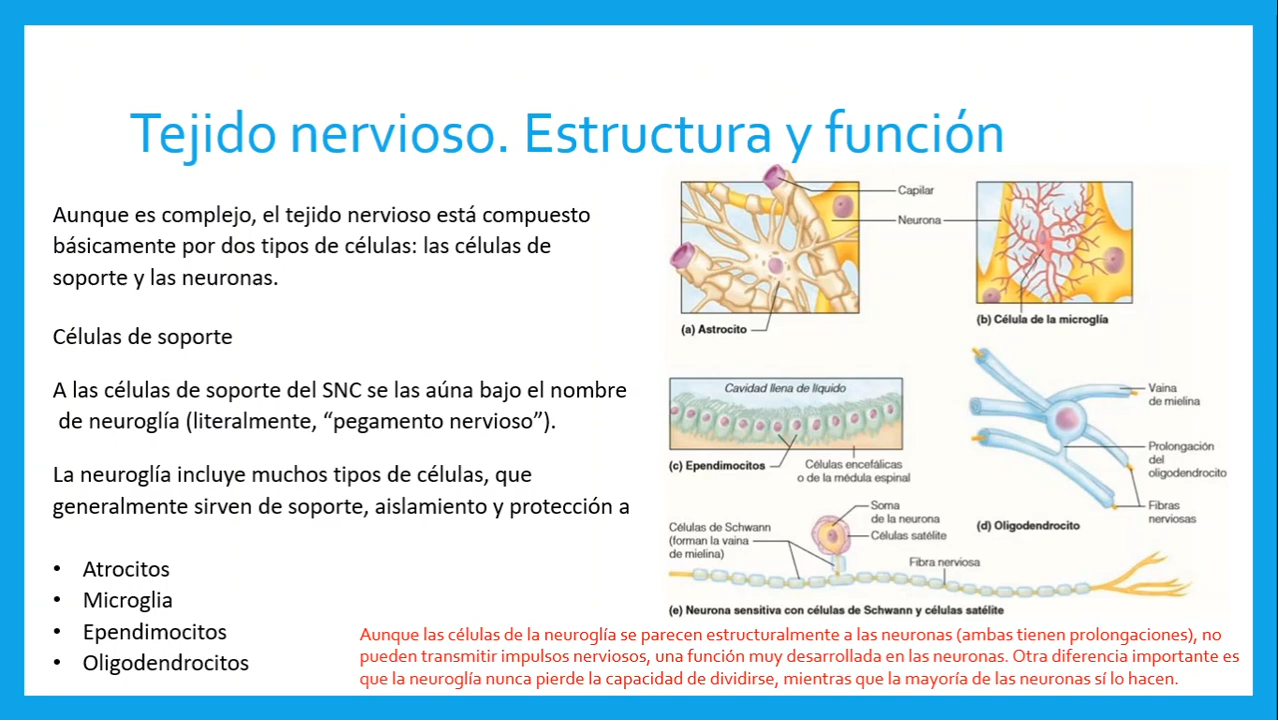 Tejido nervioso. Estructura y función
Aunque es complejo, el tejido nervioso está compuesto
básicamente por dos tipos de células: las células de
soporte y las neuronas.
Células de soporte
A las células de soporte del SNC se las aúna bajo el nombre
de neuroglía (literalmente, “pegamento nervioso”).
La neuroglía incluye muchos tipos de células, que
generalmente sirven de soporte, aislamiento y protección a
• Atrocitos
• Microglia
• Ependimocitos
• Oligodendrocitos
Capilar
Neurona
(a) Astrocito
(b) Célula de la microglía
Cavidad llena de líquido
(c) Ependimocitos
Células encefálicas
o de la médula espinal
Vaina
de mielina
Prolongación
del
oligodendrocito
Fibras
nerviosas
(d) Oligodendrocito
Células de Schwann
(forman la vaina
de mielina)
Soma
de la neurona
Células satélite
Fibra nerviosa
(e) Neurona sensitiva con células de Schwann y células satélite
Aunque las células de la neuroglía se parecen estructuralmente a las neuronas (ambas tienen prolongaciones), no
pueden transmitir impulsos nerviosos, una función muy desarrollada en las neuronas. Otra diferencia importante es
que la neuroglía nunca pierde la capacidad de dividirse, mientras que la mayoría de las neuronas sí lo hacen.